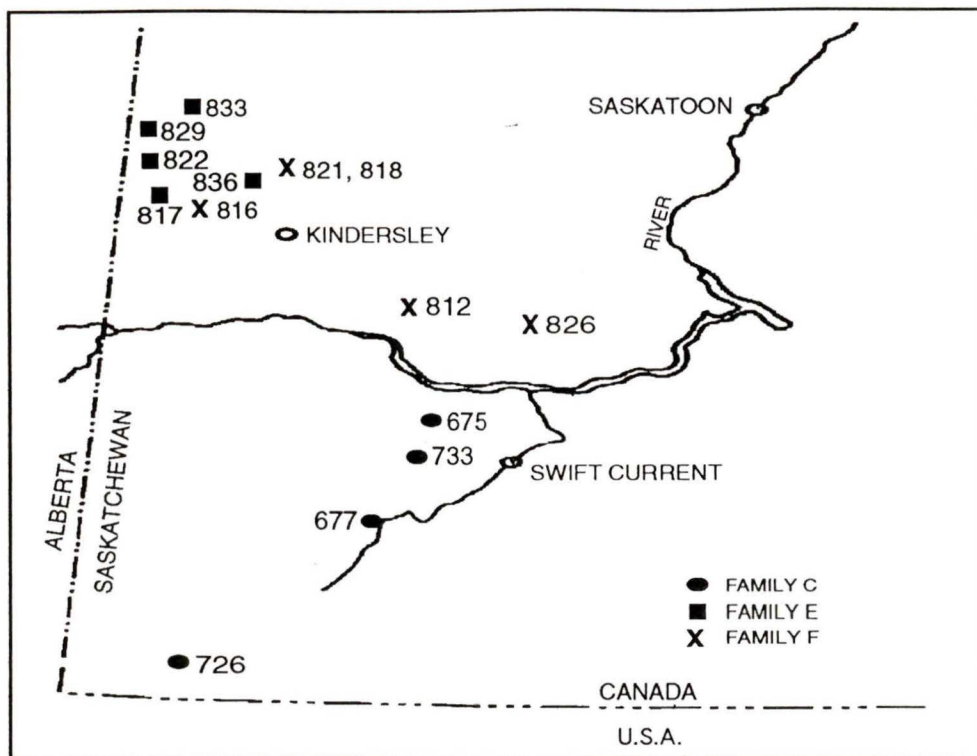 SASKATOON
833
829
822
836
821, 818
817
816
KINDERSLEY
RIVER
812
826
675
733
SWIFT CURRENT
677
ALBERTA
SASKATCHEWAN
FAMILY C
FAMILY E
FAMILY F
726
CANADA
U.S.A.